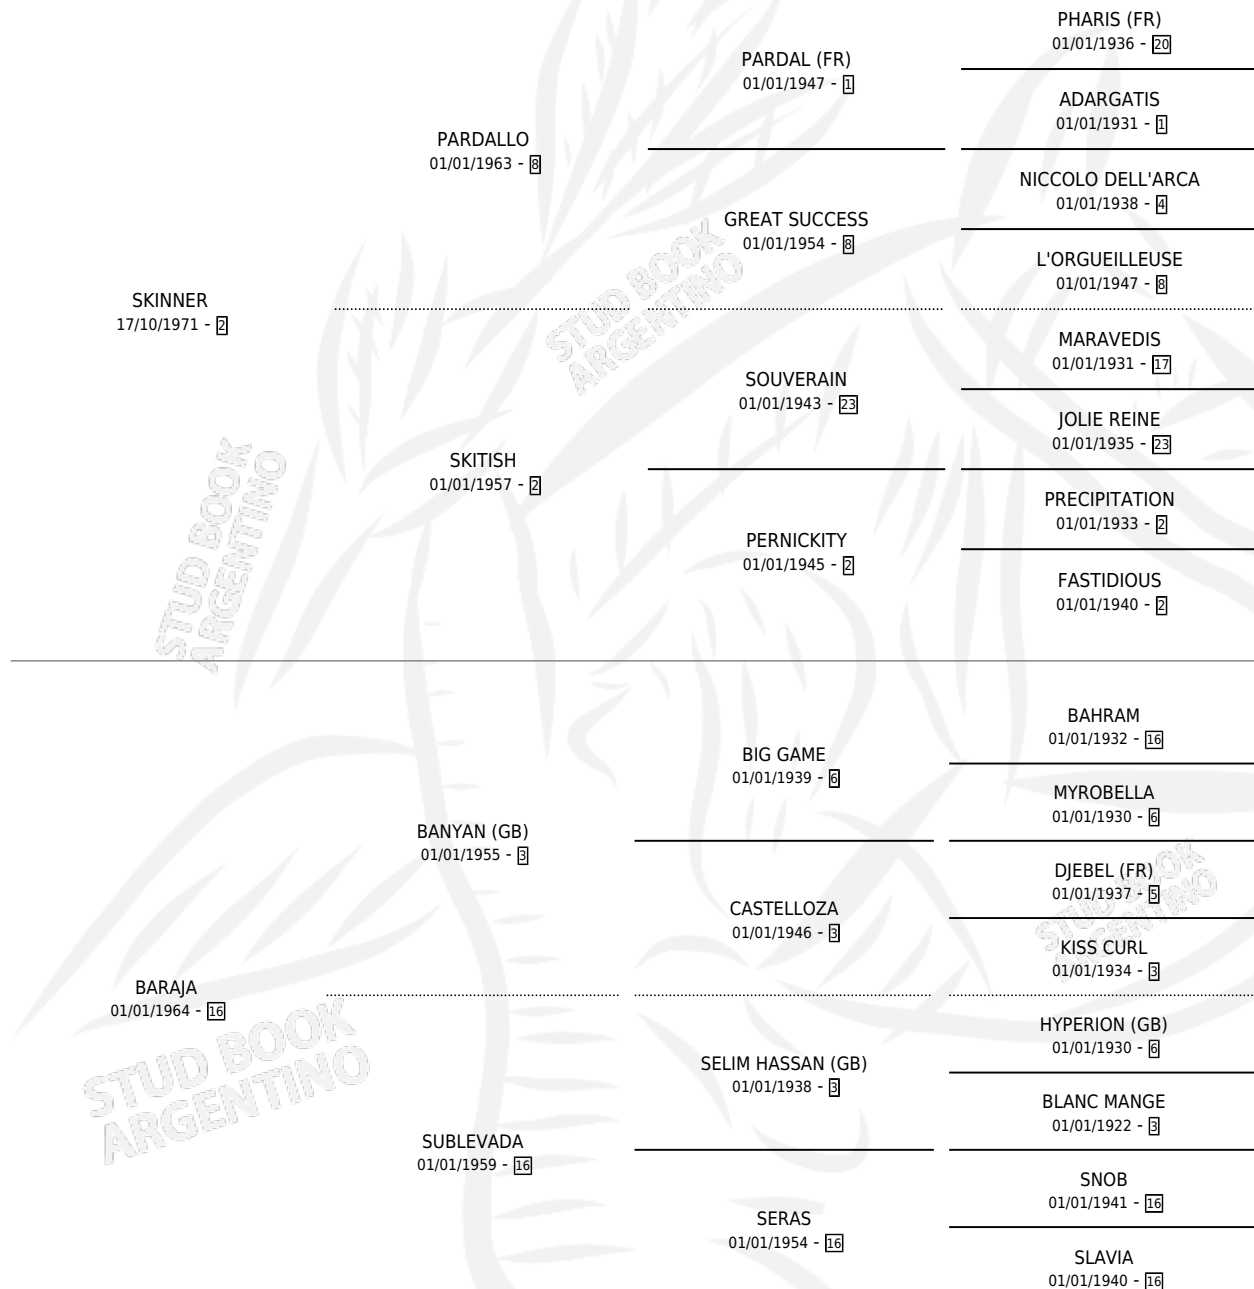 PHARIS (FR)
01/01/1936 - 20
PARDAL (FR)
01/01/1947 - 1
ADARGATIS
01/01/1931 - 1
PARDALLO
01/01/1963 - 8
NICCOLO DELL'ARCA
01/01/1938 - 4
GREAT SUCCESS
01/01/1954 - 8
L'ORGUEILLEUSE
01/01/1947 - 8
SKINNER
17/10/1971 - 2
STUD BOOK
ARGENTINO
MARAVEDIS
01/01/1931 - 17
SOUVERAIN
01/01/1943 - 23
JOLIE REINE
01/01/1935 - 23
SKITISH
01/01/1957 - 2
PRECIPITATION
01/01/1933 - 2
PERNICKITY
01/01/1945 - 2
FASTIDIOUS
01/01/1940 - 2
STUD BOOK
ARGENTINO
BAHRAM
01/01/1932 - 16
BIG GAME
01/01/1939 - 6
MYROBELLA
01/01/1930 - 6
BANYAN (GB)
01/01/1955 - 3
DJEBEL (FR)
01/01/1937 - 5
CASTELLOZA
01/01/1946 - 3
KISS CURL
01/01/1934 - 3
STUD BOOK
ARGENTINO
BARAJA
01/01/1964 - 16
STUD BOOK
ARGENTINO
HYPERION (GB)
01/01/1930 - 6
SELIM HASSAN (GB)
01/01/1938 - 3
BLANC MANGE
01/01/1922 - 3
SUBLEVADA
01/01/1959 - 16
SNOB
01/01/1941 - 16
SERAS
01/01/1954 - 16
SLAVIA
01/01/1940 - 16